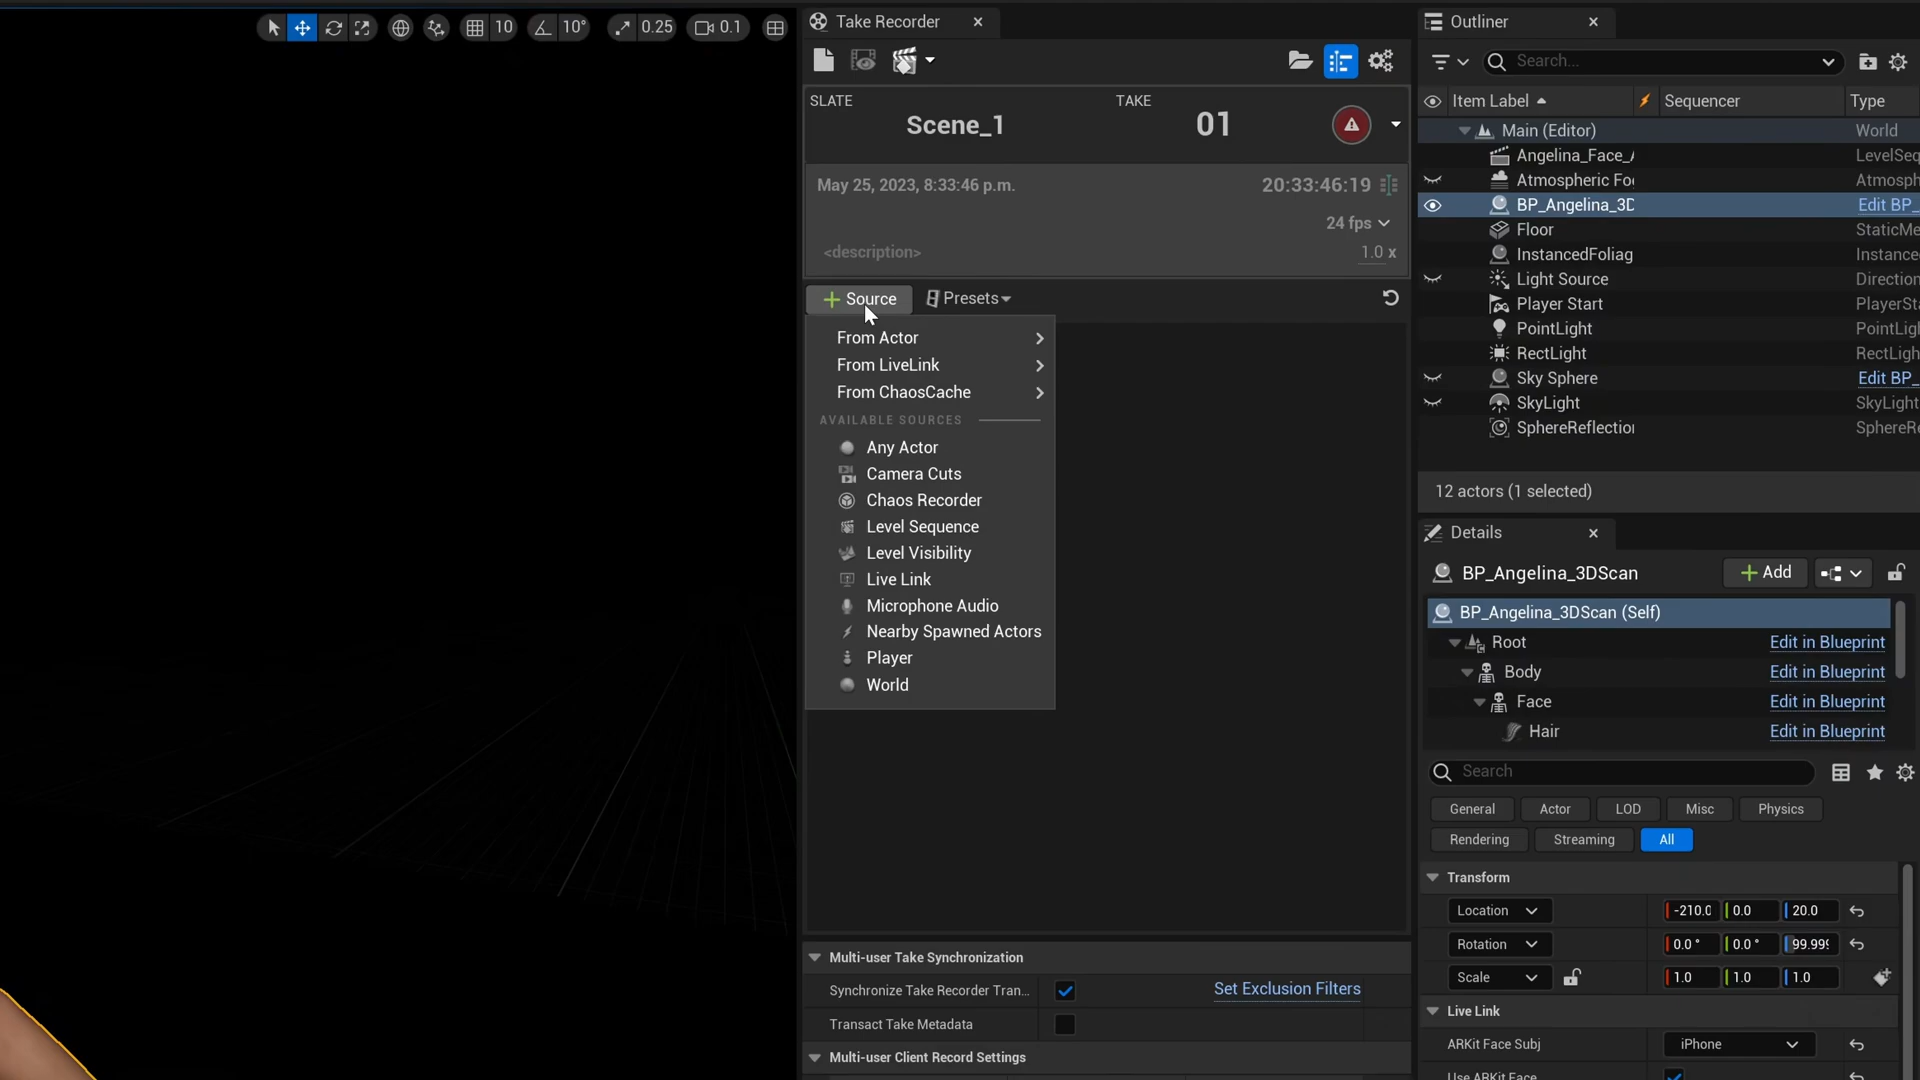 10
10°
0.25
0.1
Take Recorder
SLATE
Scene_1
TAKE
01
May 25, 2023, 8:33:46 p.m.
20:33:46:19
24 fps
<description>
1.0 x
Source
Presets
From Actor
From LiveLink
From ChaosCache
AVAILABLE SOURCES
Any Actor
Camera Cuts
Chaos Recorder
Level Sequence
Level Visibility
Live Link
Microphone Audio
Nearby Spawned Actors
Player
World
Multi-user Take Synchronization
Synchronize Take Recorder Tran...
Set Exclusion Filters
Transact Take Metadata
Multi-user Client Record Settings
Outliner
Search...
Item Label Sequencer Type
Main (Editor) World
Angelina_Face_A LevelSeq
Atmospheric Fo Atmosph
BP_Angelina_3D Edit BP_
Floor StaticMe
InstancedFoliag Instance
Light Source Direction
Player Start PlayerSta
PointLight PointLig
RectLight RectLigh
Sky Sphere Edit BP_
SkyLight SkyLight
SphereReflection SphereRe
12 actors (1 selected)
Details
BP_Angelina_3DScan
Add
BP_Angelina_3DScan (Self)
Root Edit in Blueprint
Body Edit in Blueprint
Face Edit in Blueprint
Hair Edit in Blueprint
Search
General Actor LOD Misc Physics
Rendering Streaming All
Transform
Location -210.0 0.0 20.0
Rotation 0.0 ° 0.0 ° 99.999
Scale 1.0 1.0 1.0
Live Link
ARKit Face Subj iPhone
Use ARKit Face